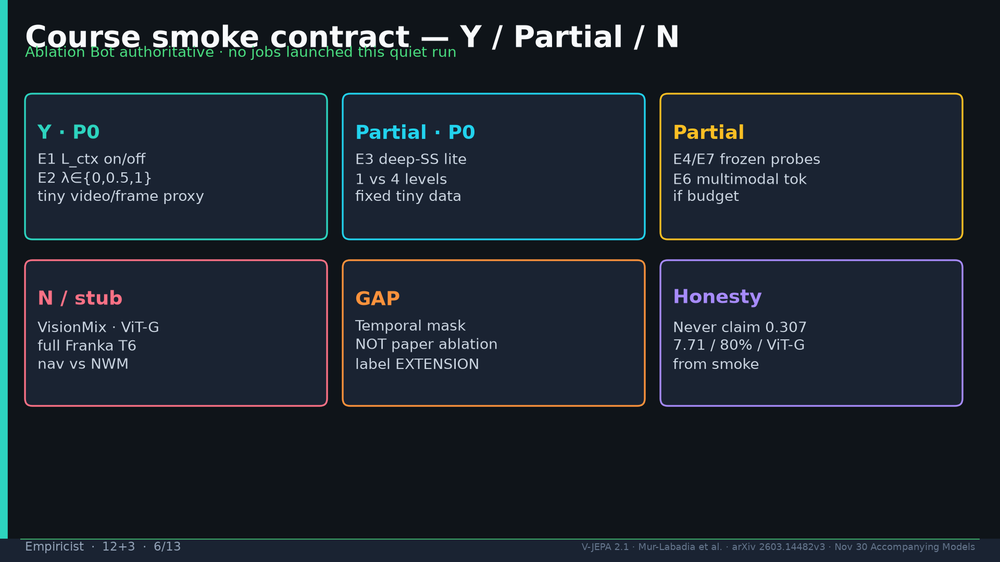 Course smoke contract — Y / Partial / N
Ablation Bot authoritative · no jobs launched this quiet run
Y · P0
E1 L_ctx on/off
E2 λ∈{0,0.5,1}
tiny video/frame proxy
Partial · P0
E3 deep-SS lite
1 vs 4 levels
fixed tiny data
Partial
E4/E7 frozen probes
E6 multimodal tok
if budget
N / stub
VisionMix · ViT-G
full Franka T6
nav vs NWM
GAP
Temporal mask
NOT paper ablation
label EXTENSION
Honesty
Never claim 0.307
7.71 / 80% / ViT-G
from smoke
Empiricist · 12+3 · 6/13
V-JEPA 2.1 · Mur-Labadia et al. · arXiv 2603.14482v3 · Nov 30 Accompanying Models